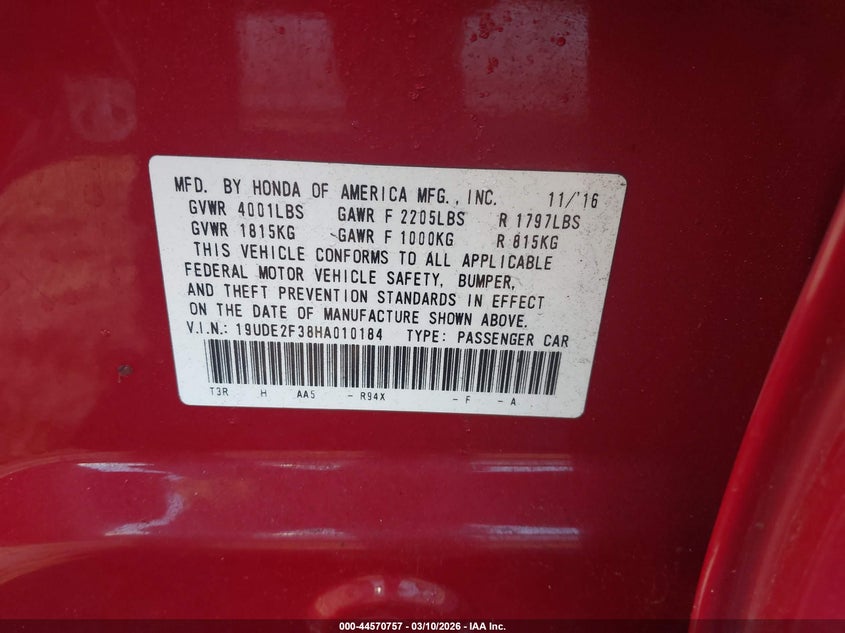 MFD. BY HONDA OF AMERICA MFG., INC. 11/'16
GVWR 4001LBS GAWR F 2205LBS R 1797LBS
GVWR 1815KG GAWR F 1000KG R 815KG
THIS VEHICLE CONFORMS TO ALL APPLICABLE
FEDERAL MOTOR VEHICLE SAFETY, BUMPER,
AND THEFT PREVENTION STANDARDS IN EFFECT
ON THE DATE OF MANUFACTURE SHOWN ABOVE.
V.I.N.: 19UDE2F38HA010184 TYPE: PASSENGER CAR
T3R H AA5 - R94X - F - A
000-44570757 - 03/10/2026 - IAA Inc.